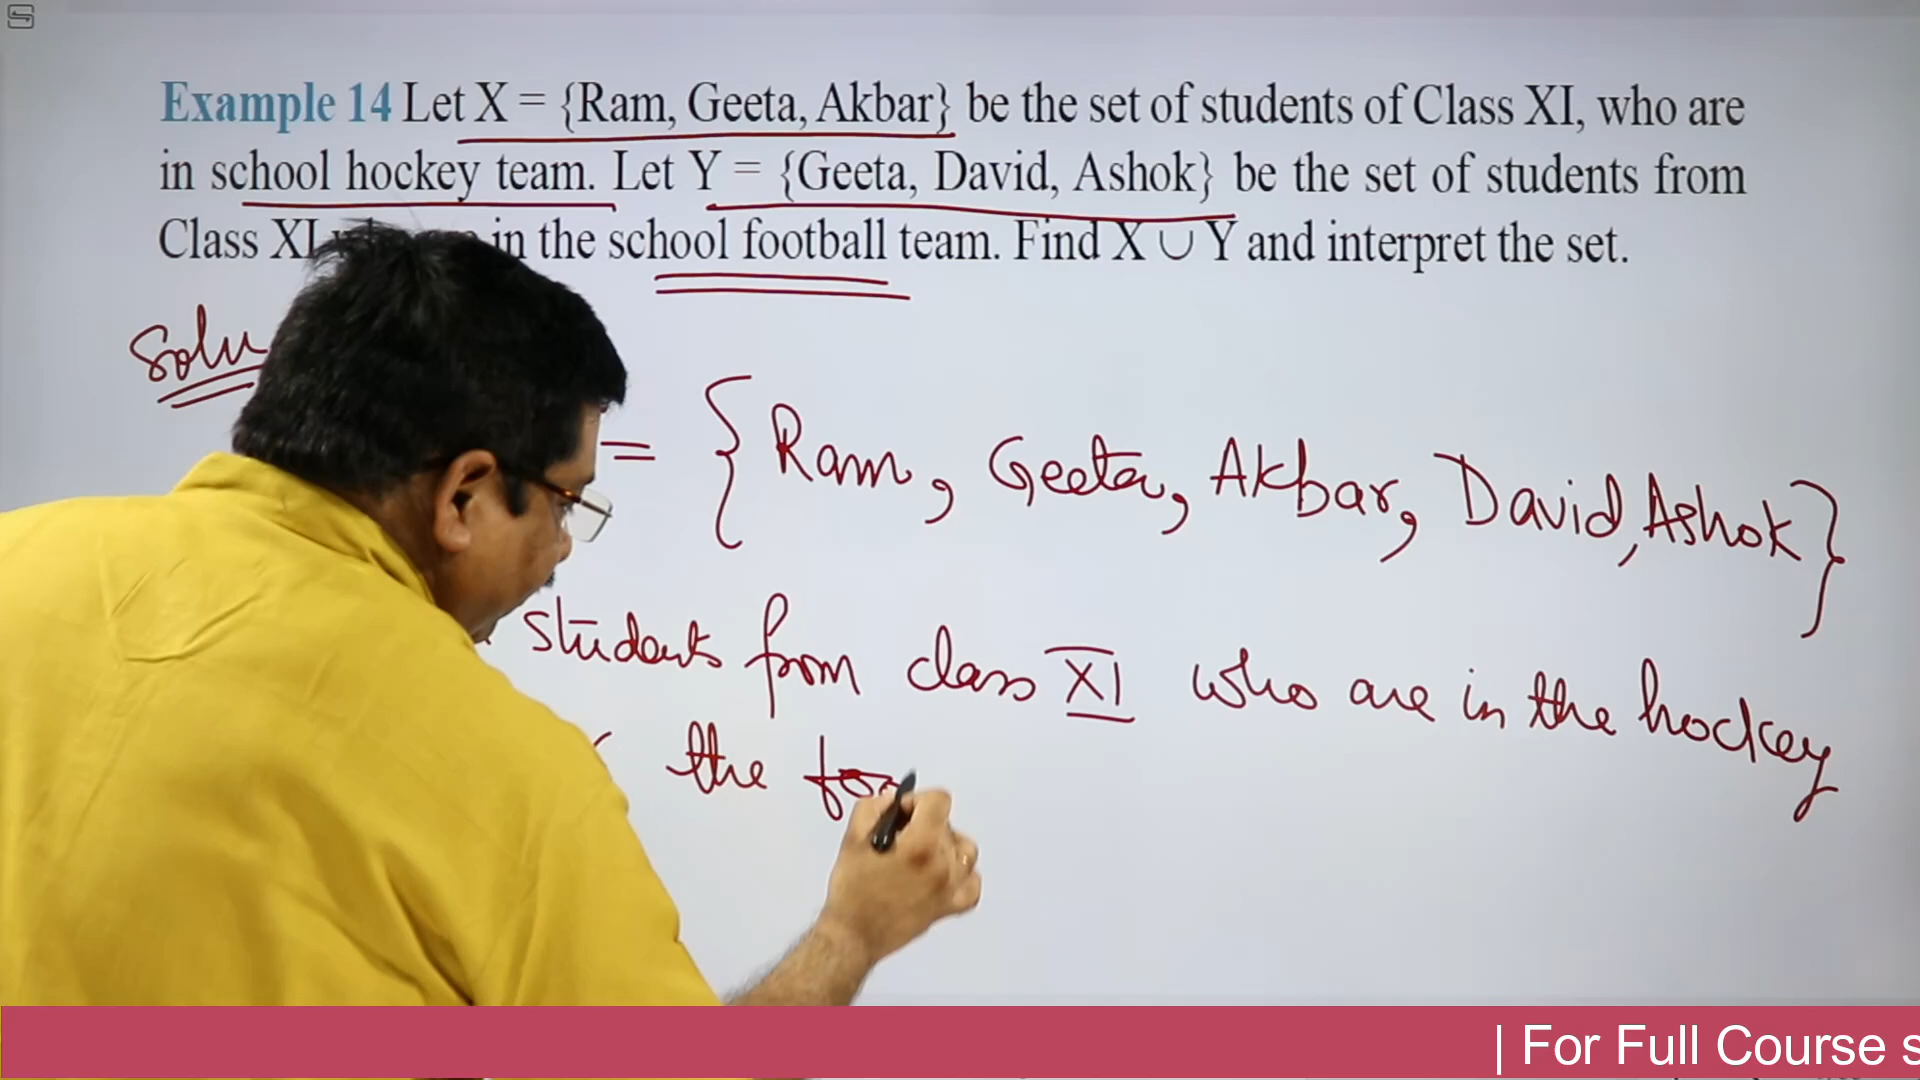 Example 14 Let X = {Ram, Geeta, Akbar} be the set of students of Class XI, who are
in school hockey team. Let Y = {Geeta, David, Ashok} be the set of students from
Class XI in the school football team. Find X ∪ Y and interpret the set.
Solu
= {Ram, Geeta, Akbar, David, Ashok}
students from class XI who are in the hockey
the foo
| For Full Course s